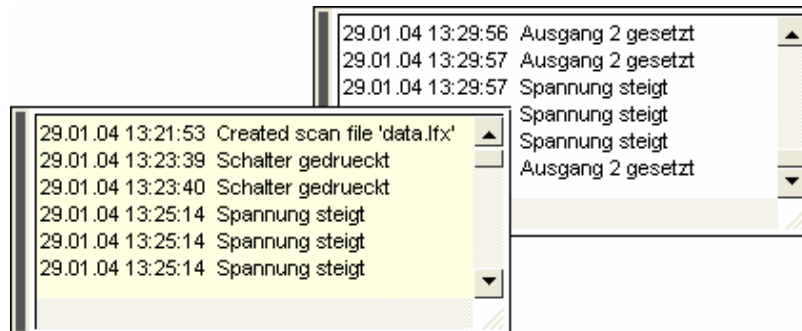 29.01.04 13:29:56 Ausgang 2 gesetzt
29.01.04 13:29:57 Ausgang 2 gesetzt
29.01.04 13:29:57 Spannung steigt
Spannung steigt
Spannung steigt
Ausgang 2 gesetzt
29.01.04 13:21:53 Created scan file 'data.lfx'
29.01.04 13:23:39 Schalter gedrueckt
29.01.04 13:23:40 Schalter gedrueckt
29.01.04 13:25:14 Spannung steigt
29.01.04 13:25:14 Spannung steigt
29.01.04 13:25:14 Spannung steigt